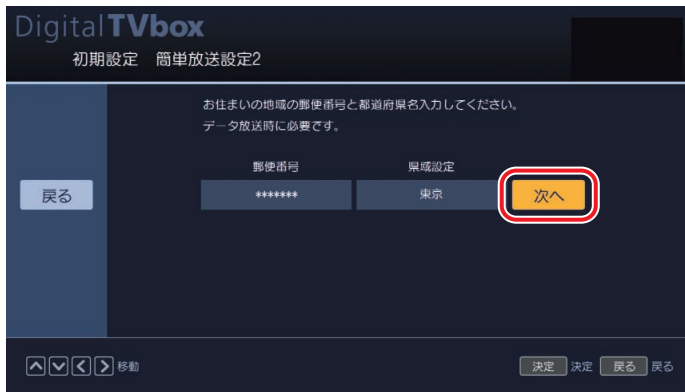 Digital TVbox
初期設定 簡単放送設定2
お住まいの地域の郵便番号と都道府県名入力してください。
データ放送時に必要です。
郵便番号 県域設定
戻る ******* 東京 次へ
移動 決定 決定 戻る 戻る